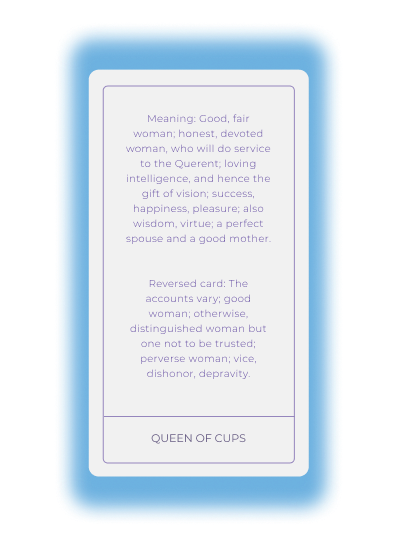 Meaning: Good, fair
woman; honest, devoted
woman, who will do service
to the Querent; loving
intelligence, and hence the
gift of vision; success,
happiness, pleasure; also
wisdom, virtue; a perfect
spouse and a good mother.
Reversed card: The
accounts vary; good
woman; otherwise,
distinguished woman but
one not to be trusted;
perverse woman; vice,
dishonor, depravity.
QUEEN OF CUPS